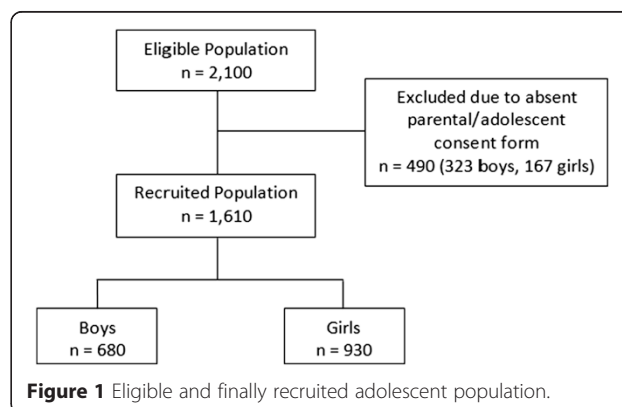 Eligible Population
n = 2,100
Excluded due to absent
parental/adolescent
consent form
n = 490 (323 boys, 167 girls)
Recruited Population
n = 1,610
Boys
n = 680
Girls
n = 930
Figure 1 Eligible and finally recruited adolescent population.